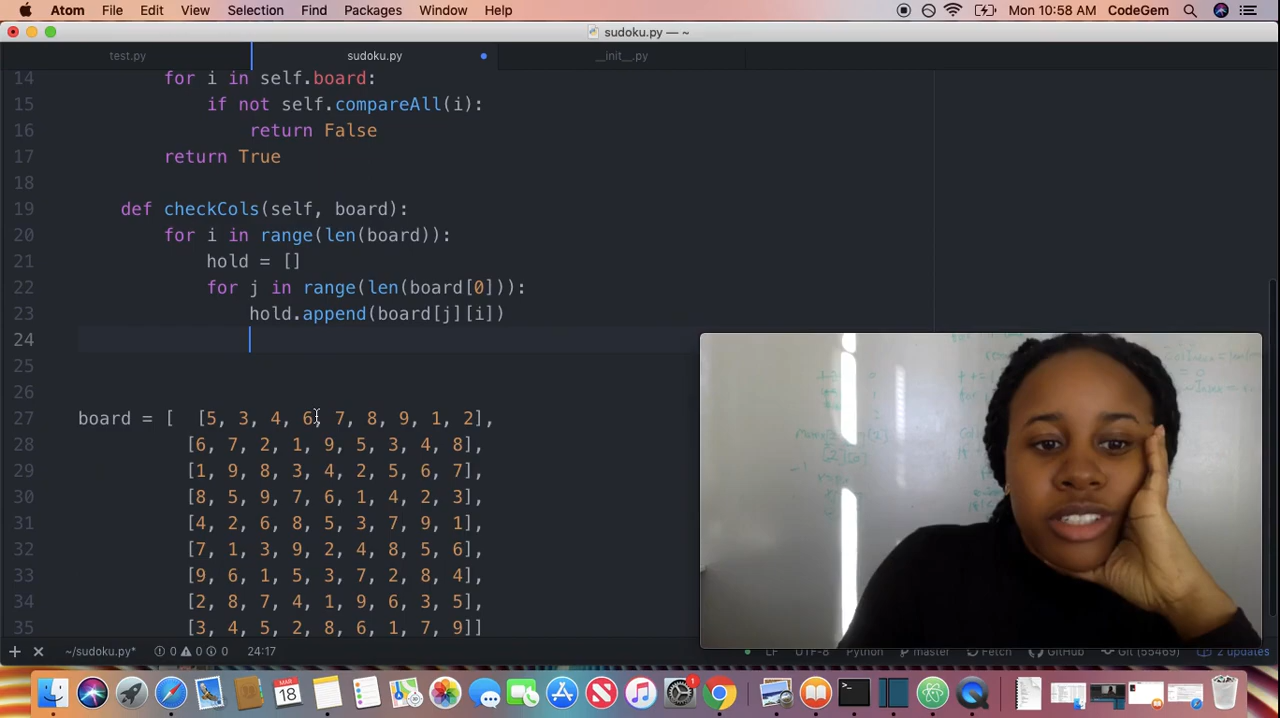 Atom File Edit View Selection Find Packages Window Help Mon 10:58 AM CodeGem
sudoku.py — ~
test.py sudoku.py __init__.py
14 for i in self.board:
15 if not self.compareAll(i):
16 return False
17 return True
18
19 def checkCols(self, board):
20 for i in range(len(board)):
21 hold = []
22 for j in range(len(board[0])):
23 hold.append(board[j][i])
24
25
26
27 board = [ [5, 3, 4, 6, 7, 8, 9, 1, 2],
28 [6, 7, 2, 1, 9, 5, 3, 4, 8],
29 [1, 9, 8, 3, 4, 2, 5, 6, 7],
30 [8, 5, 9, 7, 6, 1, 4, 2, 3],
31 [4, 2, 6, 8, 5, 3, 7, 9, 1],
32 [7, 1, 3, 9, 2, 4, 8, 5, 6],
33 [9, 6, 1, 5, 3, 7, 2, 8, 4],
34 [2, 8, 7, 4, 1, 9, 6, 3, 5],
35 [3, 4, 5, 2, 8, 6, 1, 7, 9]]
~/sudoku.py* 0 0 0 24:17 LF UTF-8 Python master Fetch GitHub Git (55469) 2 updates
MAR
18
1